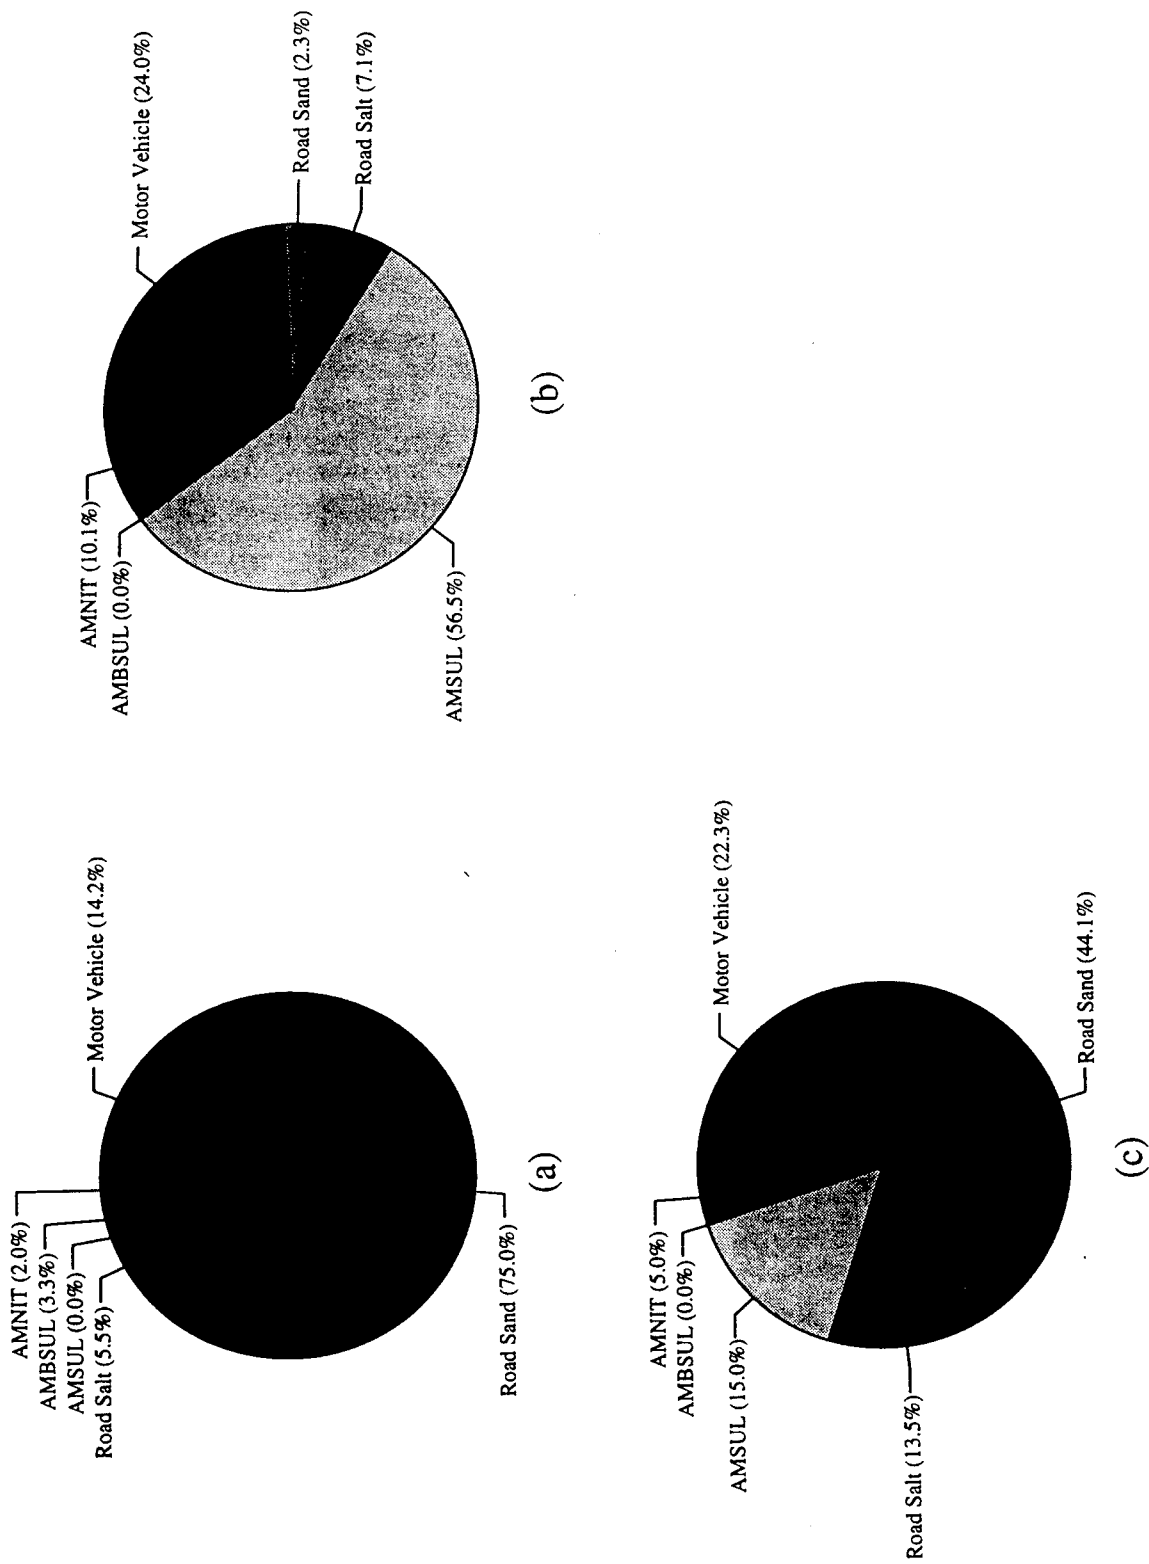 AMNIT (2.0%)
AMBSUL (3.3%)
AMSUL (0.0%)
Road Salt (5.5%)
Motor Vehicle (14.2%)
Road Sand (75.0%)
(a)
AMNIT (10.1%)
AMBSUL (0.0%)
Motor Vehicle (24.0%)
Road Sand (2.3%)
Road Salt (7.1%)
AMSUL (56.5%)
(b)
AMNIT (5.0%)
AMBSUL (0.0%)
AMSUL (15.0%)
Motor Vehicle (22.3%)
Road Salt (13.5%)
Road Sand (44.1%)
(c)